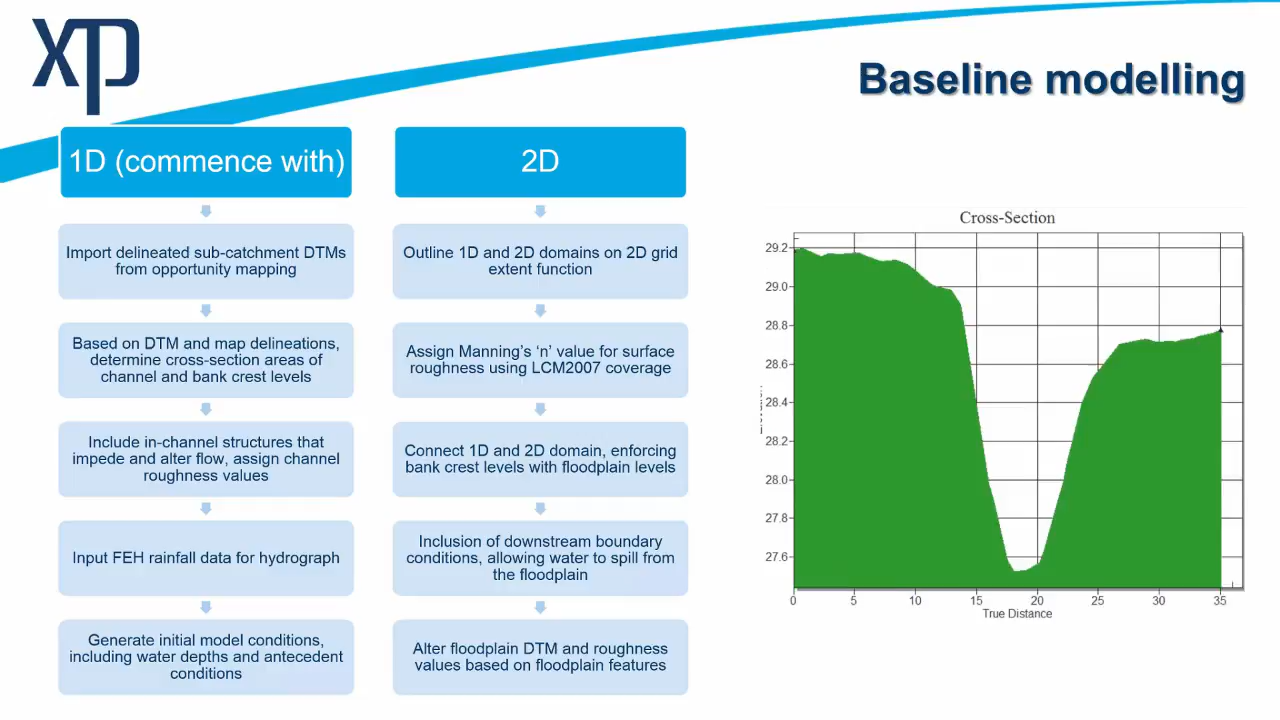 xp
Baseline modelling
1D (commence with)
Import delineated sub-catchment DTMs
from opportunity mapping
Based on DTM and map delineations,
determine cross-section areas of
channel and bank crest levels
Include in-channel structures that
impede and alter flow, assign channel
roughness values
Input FEH rainfall data for hydrograph
Generate initial model conditions,
including water depths and antecedent
conditions
2D
Outline 1D and 2D domains on 2D grid
extent function
Assign Manning's ‘n’ value for surface
roughness using LCM2007 coverage
Connect 1D and 2D domain, enforcing
bank crest levels with floodplain levels
Inclusion of downstream boundary
conditions, allowing water to spill from
the floodplain
Alter floodplain DTM and roughness
values based on floodplain features
Cross-Section
29.2
29.0
28.8
28.6
28.4
28.2
28.0
27.8
27.6
0 5 10 15 20 25 30 35
True Distance